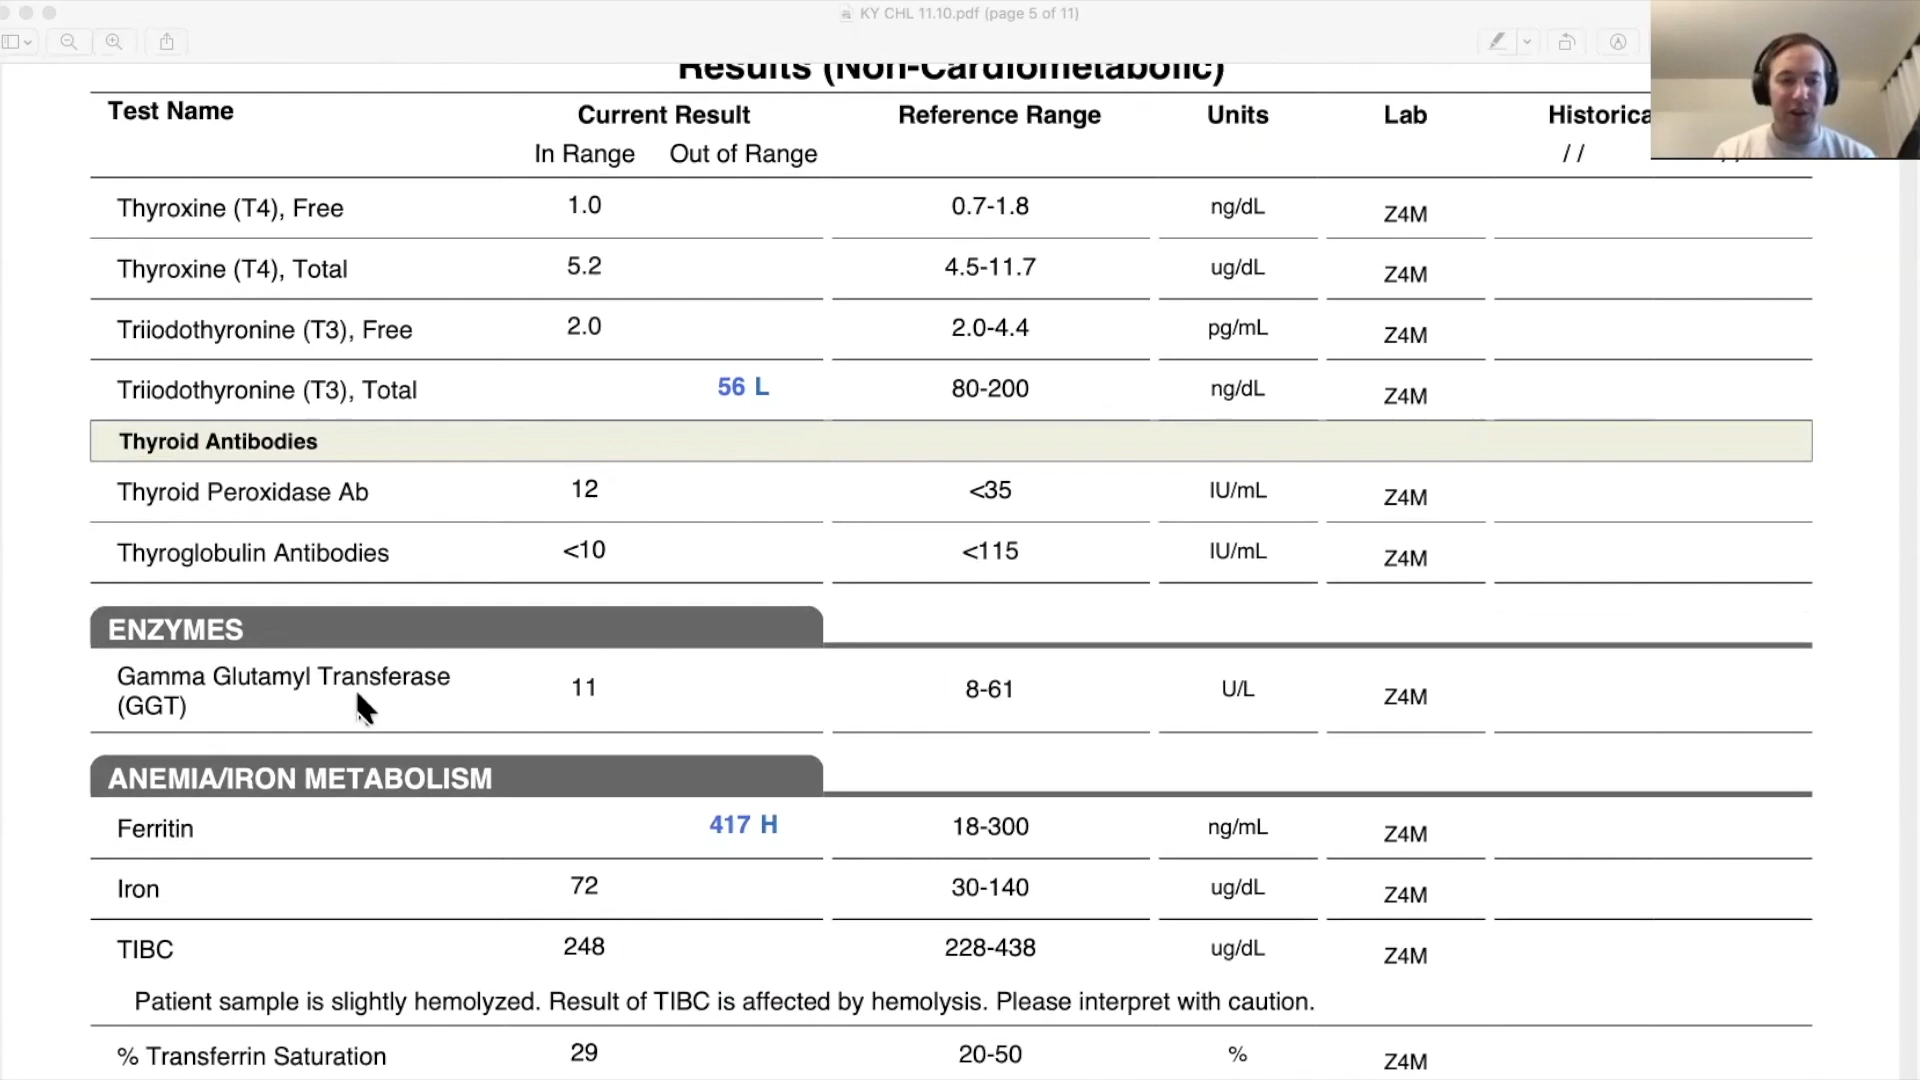 KY CHL 11.10.pdf (page 5 of 11)
Results (Non-Cardiometabolic)
Test Name Current Result Reference Range Units Lab
In Range Out of Range / /
Thyroxine (T4), Free 1.0 0.7-1.8 ng/dL Z4M
Thyroxine (T4), Total 5.2 4.5-11.7 ug/dL Z4M
Triiodothyronine (T3), Free 2.0 2.0-4.4 pg/mL Z4M
Triiodothyronine (T3), Total 56 L 80-200 ng/dL Z4M
Thyroid Antibodies
Thyroid Peroxidase Ab 12 <35 IU/mL Z4M
Thyroglobulin Antibodies <10 <115 IU/mL Z4M
ENZYMES
Gamma Glutamyl Transferase
(GGT) 11 8-61 U/L Z4M
ANEMIA/IRON METABOLISM
Ferritin 417 H 18-300 ng/mL Z4M
Iron 72 30-140 ug/dL Z4M
TIBC 248 228-438 ug/dL Z4M
Patient sample is slightly hemolyzed. Result of TIBC is affected by hemolysis. Please interpret with caution.
% Transferrin Saturation 29 20-50 % Z4M